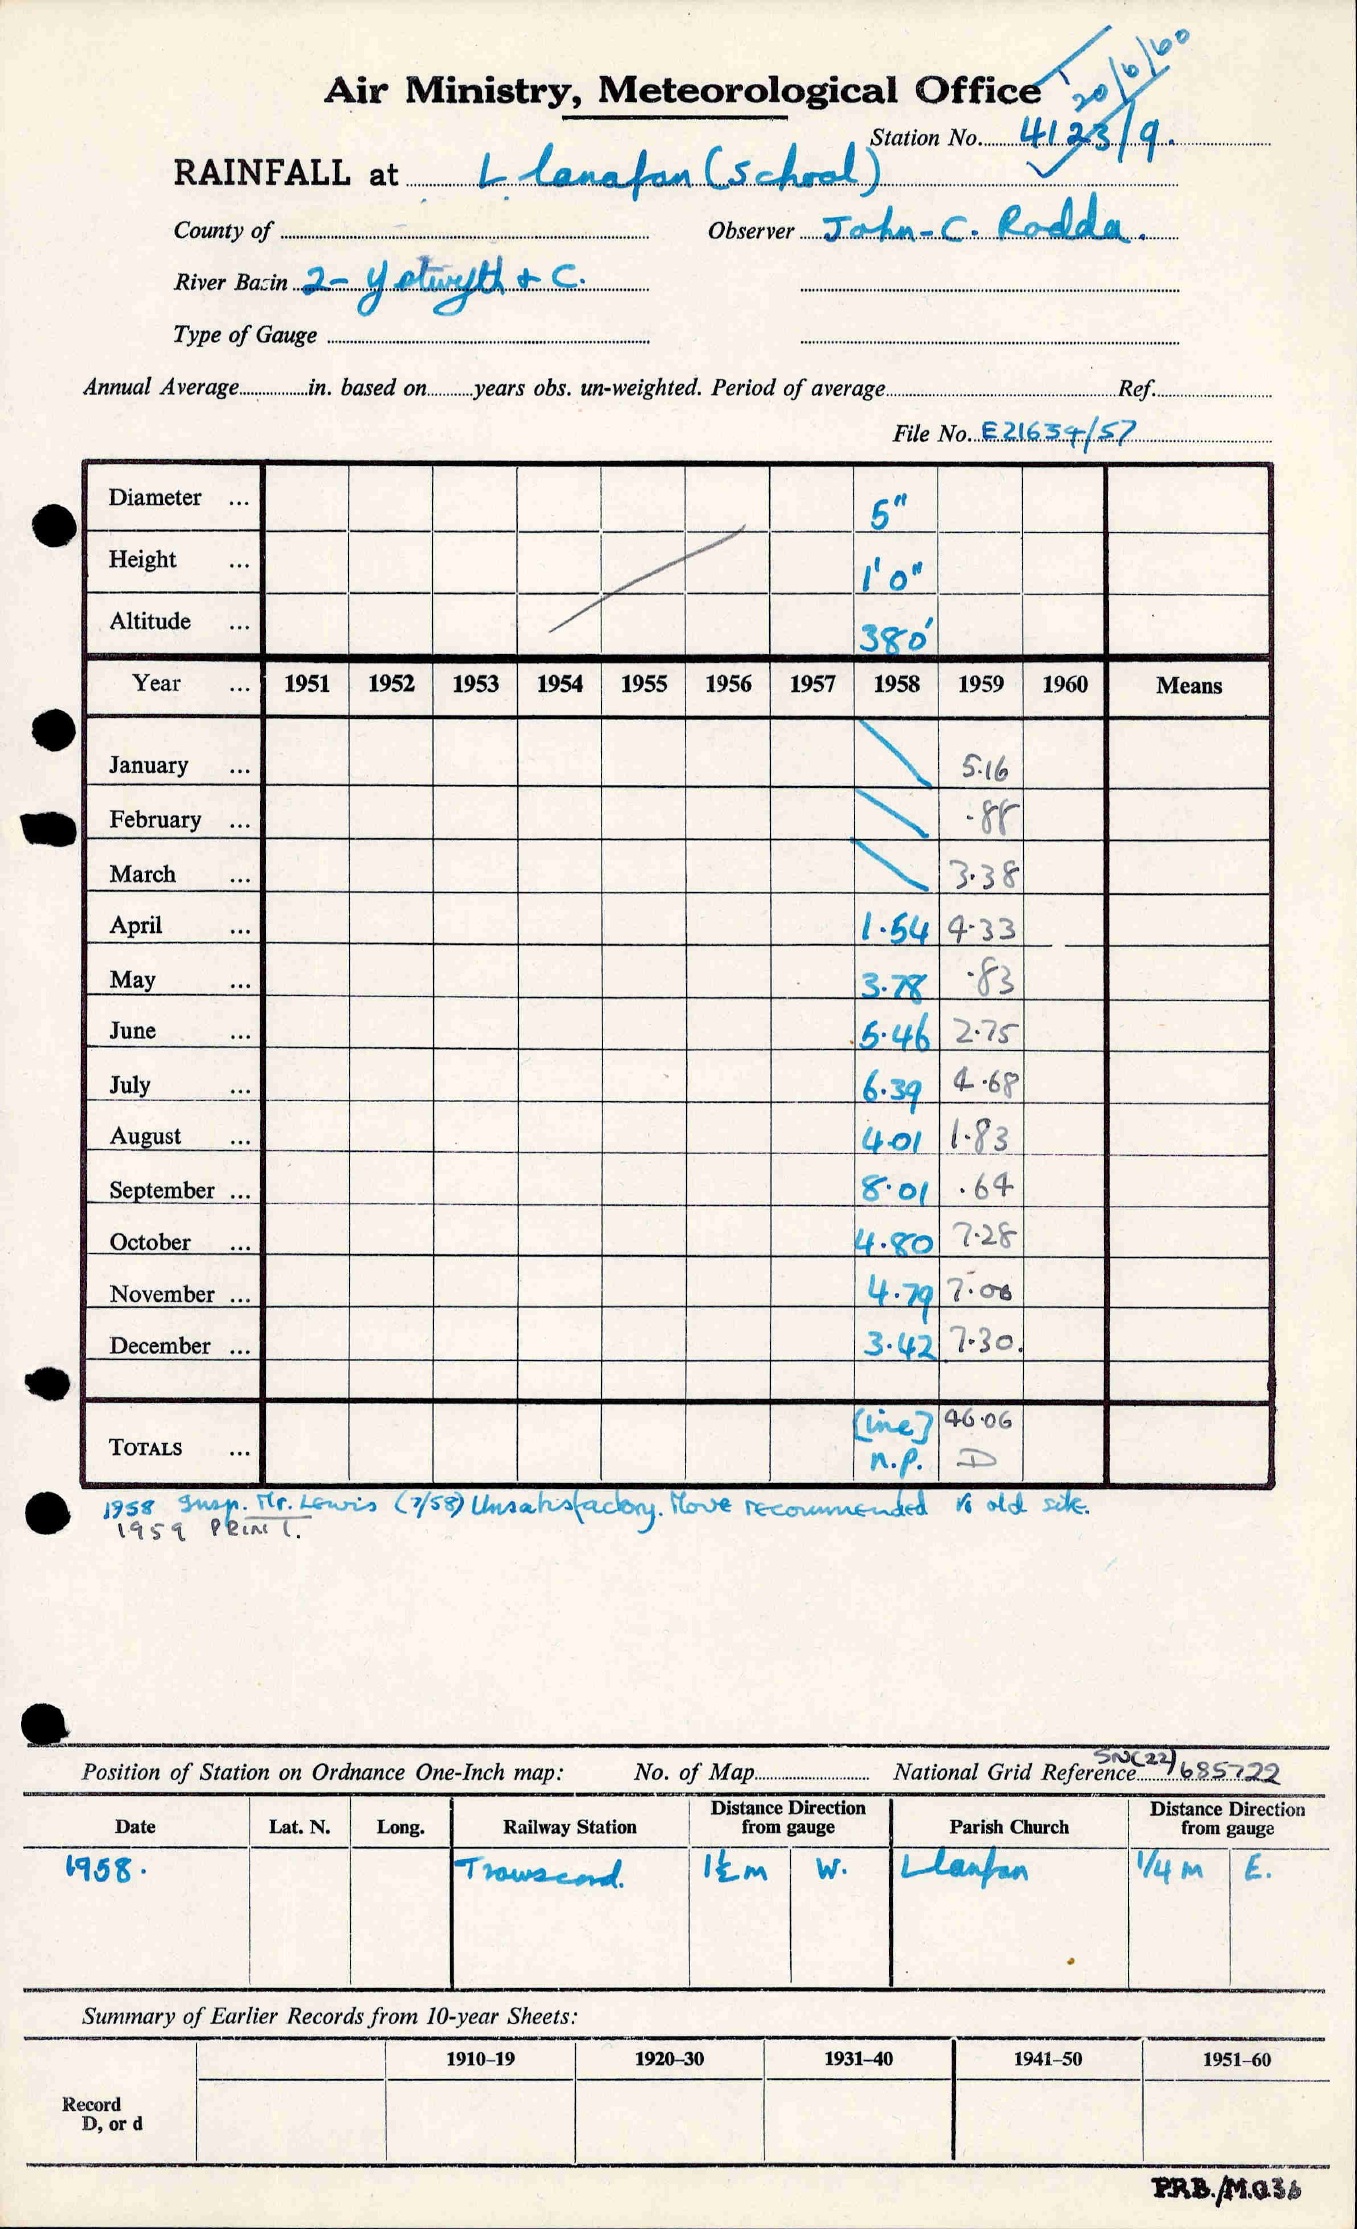 20/6/60
Air Ministry, Meteorological Office
Station No. 4123/9.
RAINFALL at Llanafan (School)
County of Observer John-C. Rodda.
River Basin 2- Ystwyth & C.
Type of Gauge
Annual Average in. based on years obs. un-weighted. Period of average Ref.
File No. E21634/57
Diameter ... 5"
Height ... 1' 0"
Altitude ... 380'
Year ... 1951 1952 1953 1954 1955 1956 1957 1958 1959 1960 Means
January ... 5.16
February ... .88
March ... 3.38
April ... 1.54 4.33
May ... 3.78 .83
June ... 5.46 2.75
July ... 6.39 4.68
August ... 4.01 1.83
September ... 8.01 .64
October ... 4.80 7.28
November ... 4.79 7.00
December ... 3.42 7.30.
[inc] 46.06
TOTALS ... n.p. D
1958 Insp. Mr. Lewis (7/58) Unsatisfactory. Move recommended to old site.
1959 PRINT.
Position of Station on Ordnance One-Inch map: No. of Map National Grid Reference SN(22) 685722
Date Lat. N. Long. Railway Station Distance Direction from gauge Parish Church Distance Direction from gauge
1958. Trawscoed. 1½ m W. Llanfan 1/4 m E.
Summary of Earlier Records from 10-year Sheets:
1910–19 1920–30 1931–40 1941–50 1951–60
Record
D, or d
P.R.B./M.O.36